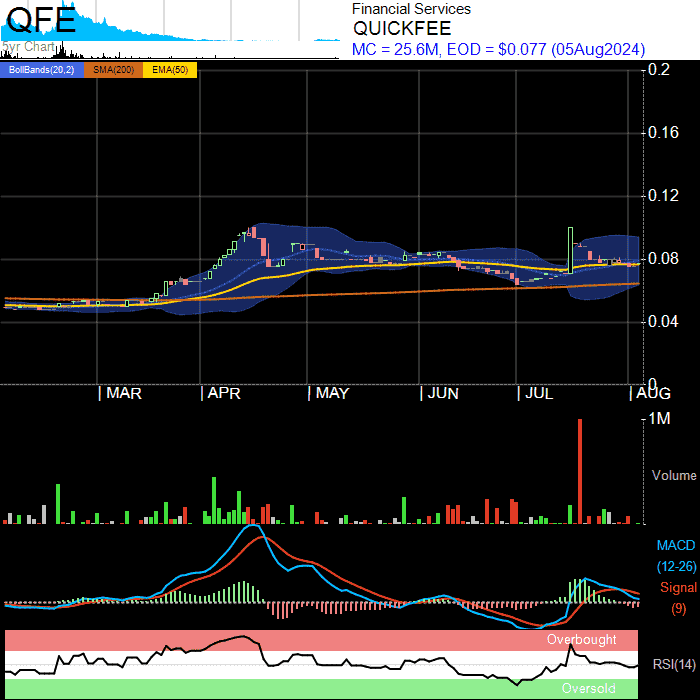 QFE
5yr Chart
Financial Services
QUICKFEE
MC = 25.6M, EOD = $0.077 (05Aug2024)
BollBands(20,2) SMA(200) EMA(50)
0.2
0.16
0.12
0.08
0.04
0
| MAR | APR | MAY | JUN | JUL | AUG
1M
Volume
MACD
(12-26)
Signal
(9)
Overbought
RSI(14)
Oversold